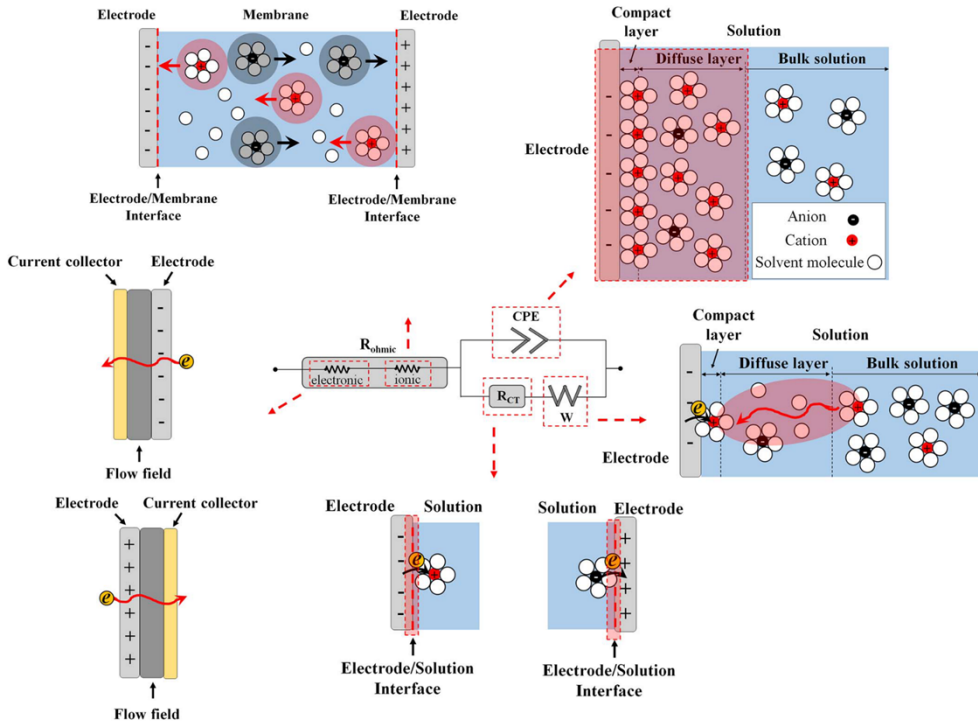 Electrode
Membrane
Electrode
Electrode/Membrane
Interface
Electrode/Membrane
Interface
Compact
layer
Solution
Diffuse layer
Bulk solution
Electrode
Anion
Cation
Solvent molecule
Current collector
Electrode
e
Flow field
R_ohmic
electronic
ionic
CPE
R_CT
W
Compact
layer
Solution
Diffuse layer
Bulk solution
e
Electrode
Electrode
Current collector
e
Flow field
Electrode
Solution
e
Electrode/Solution
Interface
Solution
Electrode
e
Electrode/Solution
Interface